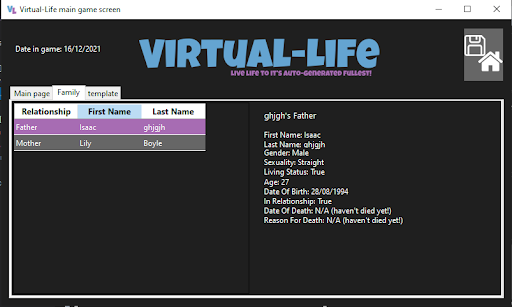 Virtual-Life main game screen
Date in game: 16/12/2021
VIRTUAL-LIFE
LIVE LIFE TO IT'S AUTO-GENERATED FULLEST!
Main page Family template
Relationship First Name Last Name
Father Isaac ghjgjh
Mother Lily Boyle
ghjgh's Father
First Name: Isaac
Last Name: ghjgjh
Gender: Male
Sexuality: Straight
Living Status: True
Age: 27
Date Of Birth: 28/08/1994
In Relationship: True
Date Of Death: N/A (haven't died yet!)
Reason For Death: N/A (haven't died yet!)